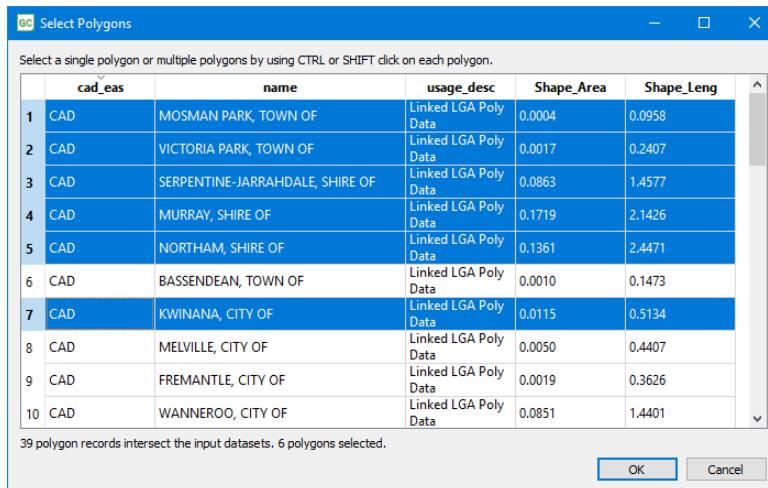 GC Select Polygons
Select a single polygon or multiple polygons by using CTRL or SHIFT click on each polygon.
cad_eas name usage_desc Shape_Area Shape_Leng
1 CAD MOSMAN PARK, TOWN OF Linked LGA Poly Data 0.0004 0.0958
2 CAD VICTORIA PARK, TOWN OF Linked LGA Poly Data 0.0017 0.2407
3 CAD SERPENTINE-JARRAHDALE, SHIRE OF Linked LGA Poly Data 0.0863 1.4577
4 CAD MURRAY, SHIRE OF Linked LGA Poly Data 0.1719 2.1426
5 CAD NORTHAM, SHIRE OF Linked LGA Poly Data 0.1361 2.4471
6 CAD BASSENDEAN, TOWN OF Linked LGA Poly Data 0.0010 0.1473
7 CAD KWINANA, CITY OF Linked LGA Poly Data 0.0115 0.5134
8 CAD MELVILLE, CITY OF Linked LGA Poly Data 0.0050 0.4407
9 CAD FREMANTLE, CITY OF Linked LGA Poly Data 0.0019 0.3626
10 CAD WANNEROO, CITY OF Linked LGA Poly Data 0.0851 1.4401
39 polygon records intersect the input datasets. 6 polygons selected.
OK Cancel